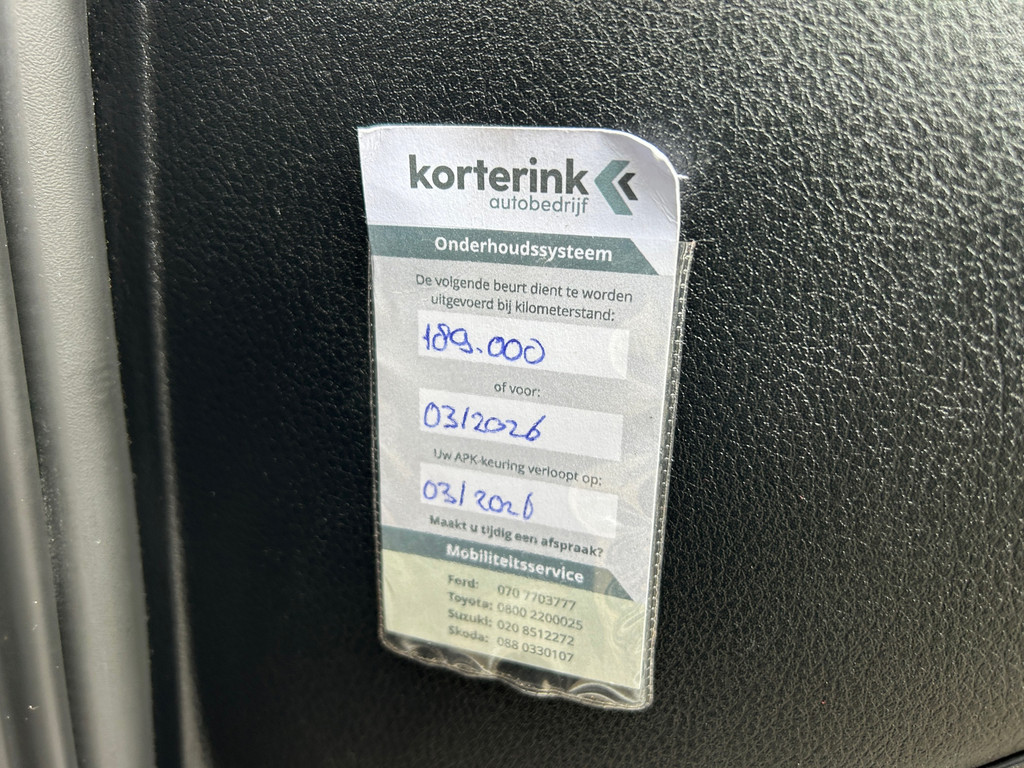 korterink
autobedrijf
Onderhoudssysteem
De volgende beurt dient te worden
uitgevoerd bij kilometerstand:
189.000
of voor:
03/2026
Uw APK-keuring verloopt op:
03/2026
Maakt u tijdig een afspraak?
Mobiliteitsservice
Ford: 070 7703777
Toyota: 0800 2200025
Suzuki: 020 8512272
Skoda: 088 0330107